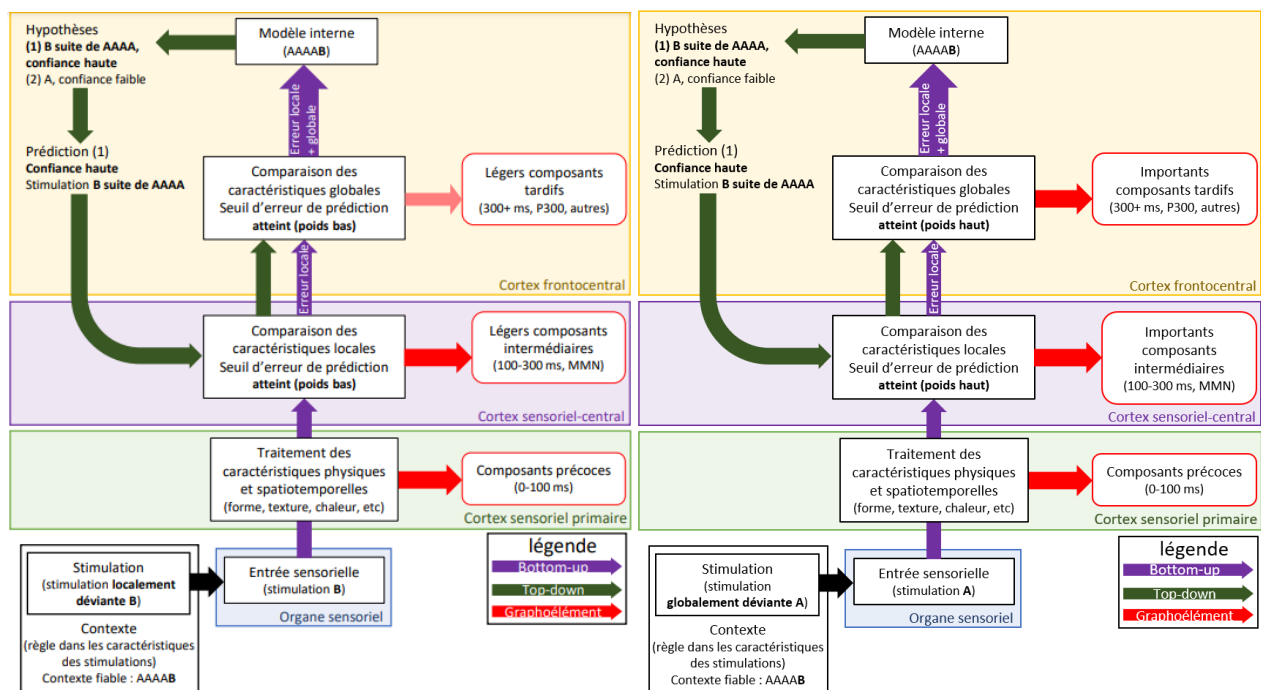 Hypothèses
(1) B suite de AAAA,
confiance haute
(2) A, confiance faible
Modèle interne
(AAAAB)
Erreur locale
+ globale
Prédiction (1)
Confiance haute
Stimulation B suite de AAAA
Comparaison des
caractéristiques globales
Seuil d'erreur de prédiction
atteint (poids bas)
Légers composants
tardifs
(300+ ms, P300, autres)
Erreur locale
Cortex frontocentral
Comparaison des
caractéristiques locales
Seuil d'erreur de prédiction
atteint (poids bas)
Légers composants
intermédiaires
(100-300 ms, MMN)
Cortex sensoriel-central
Traitement des
caractéristiques physiques
et spatiotemporelles
(forme, texture, chaleur, etc)
Composants précoces
(0-100 ms)
Cortex sensoriel primaire
Stimulation
(stimulation localement
déviante B)
Entrée sensorielle
(stimulation B)
Organe sensoriel
Contexte
(règle dans les caractéristiques
des stimulations)
Contexte fiable : AAAAB
légende
Bottom-up
Top-down
Graphoélément
Hypothèses
(1) B suite de AAAA,
confiance haute
(2) A, confiance faible
Modèle interne
(AAAAB)
Erreur locale
+ globale
Prédiction (1)
Confiance haute
Stimulation B suite de AAAA
Comparaison des
caractéristiques globales
Seuil d'erreur de prédiction
atteint (poids haut)
Importants
composants tardifs
(300+ ms, P300, autres)
Erreur locale
Cortex frontocentral
Comparaison des
caractéristiques locales
Seuil d'erreur de prédiction
atteint (poids haut)
Importants
composants
intermédiaires
(100-300 ms, MMN)
Cortex sensoriel-central
Traitement des
caractéristiques physiques
et spatiotemporelles
(forme, texture, chaleur, etc)
Composants précoces
(0-100 ms)
Cortex sensoriel primaire
Stimulation
(stimulation
globalement déviante A)
Entrée sensorielle
(stimulation A)
Organe sensoriel
Contexte
(règle dans les caractéristiques
des stimulations)
Contexte fiable : AAAAB
légende
Bottom-up
Top-down
Graphoélément